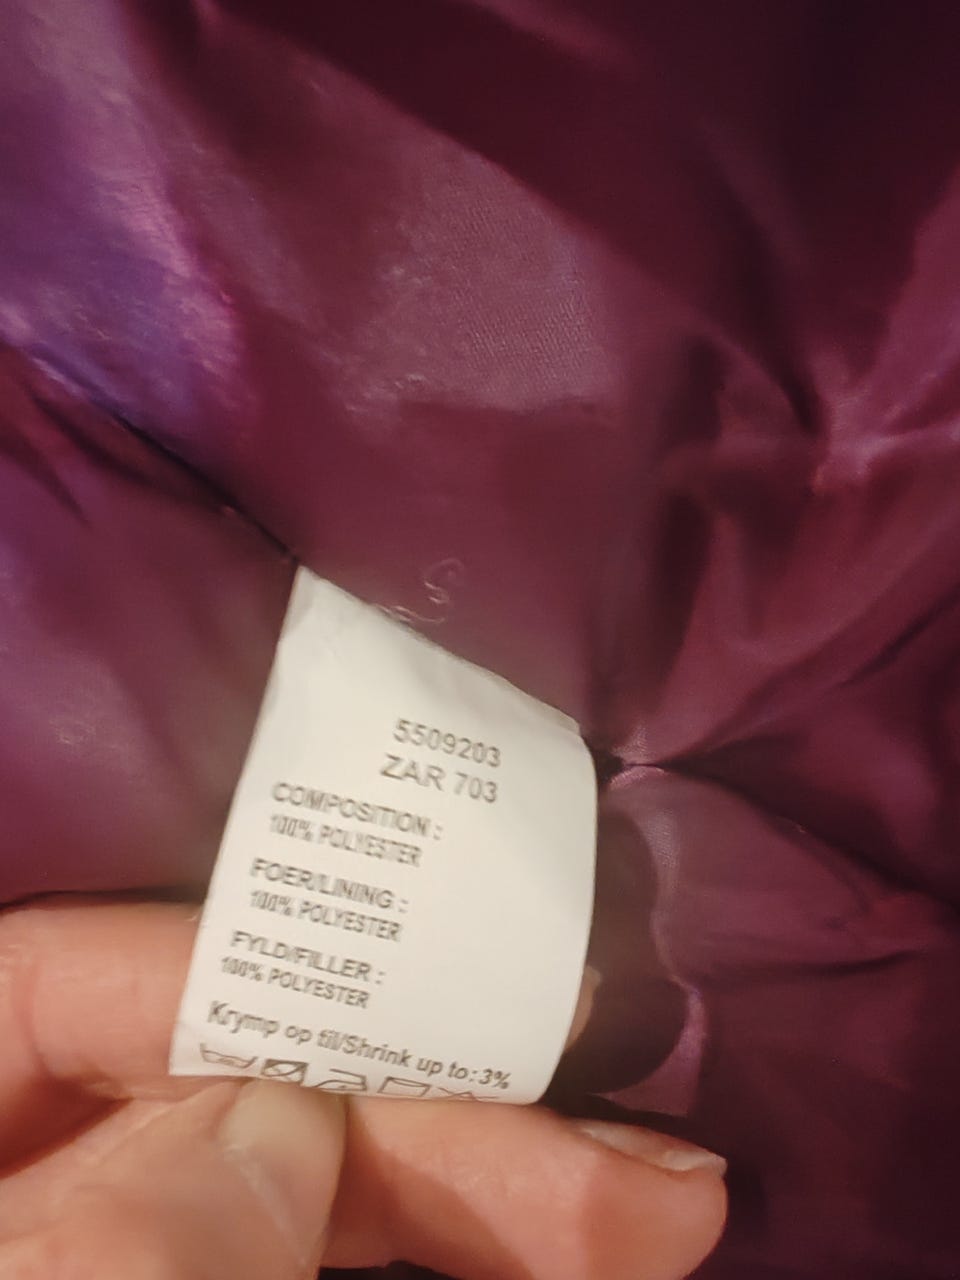 S
5509203
ZAR 703
COMPOSITION :
100% POLYESTER
FOER/LINING :
100% POLYESTER
FYLD/FILLER :
100% POLYESTER
Krymp op til/Shrink up to: 3%